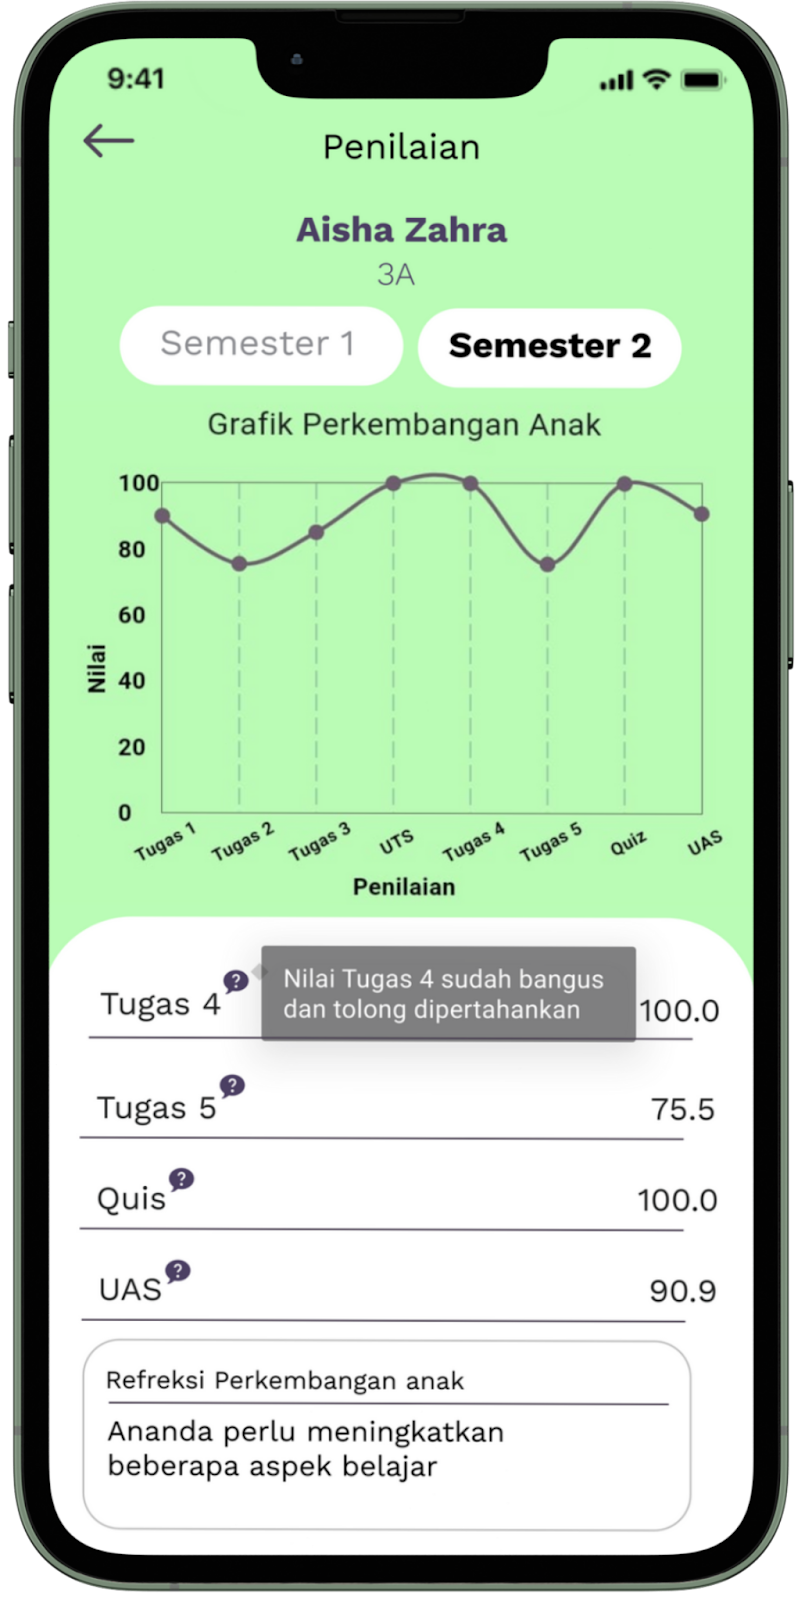 9:41
Penilaian
Aisha Zahra
3A
Semester 1
Semester 2
Grafik Perkembangan Anak
100
80
60
40
20
0
Nilai
Tugas 1
Tugas 2
Tugas 3
UTS
Tugas 4
Tugas 5
Quiz
UAS
Penilaian
Tugas 4
?
Nilai Tugas 4 sudah bangus
dan tolong dipertahankan
100.0
Tugas 5
?
75.5
Quis
?
100.0
UAS
?
90.9
Refreksi Perkembangan anak
Ananda perlu meningkatkan
beberapa aspek belajar